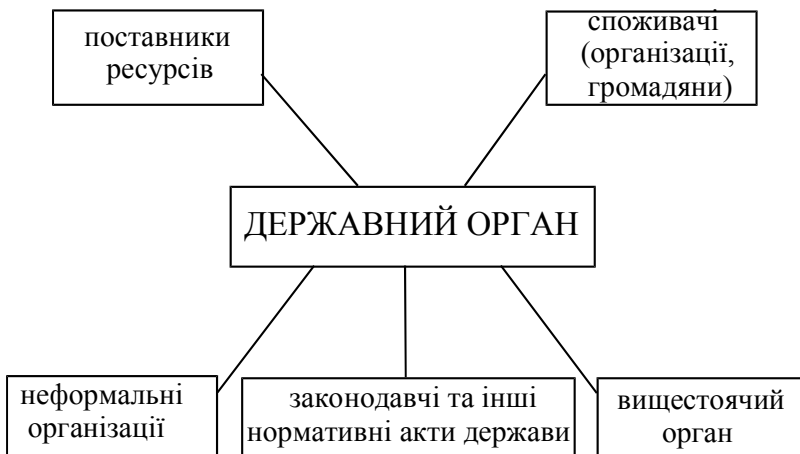 поставники
ресурсів
споживачі
(організації,
громадяни)
ДЕРЖАВНИЙ ОРГАН
неформальні
організації
законодавчі та інші
нормативні акти держави
вищестоячий
орган